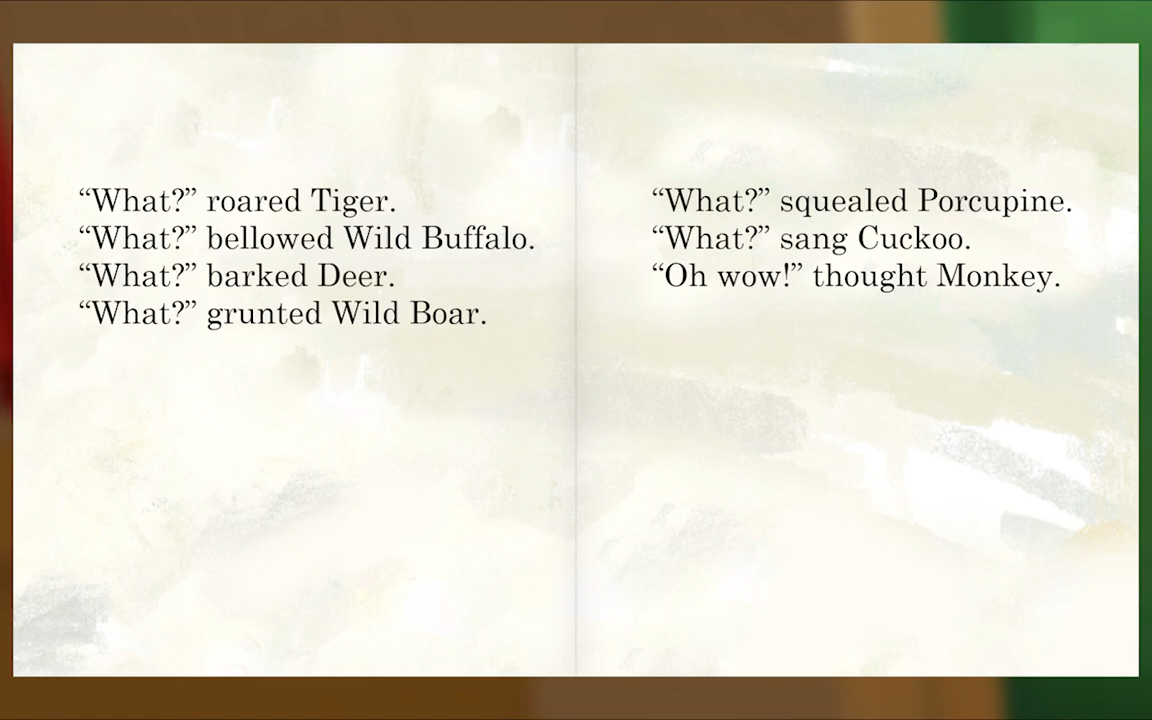 “What?” roared Tiger.
“What?” bellowed Wild Buffalo.
“What?” barked Deer.
“What?” grunted Wild Boar.
“What?” squealed Porcupine.
“What?” sang Cuckoo.
“Oh wow!” thought Monkey.